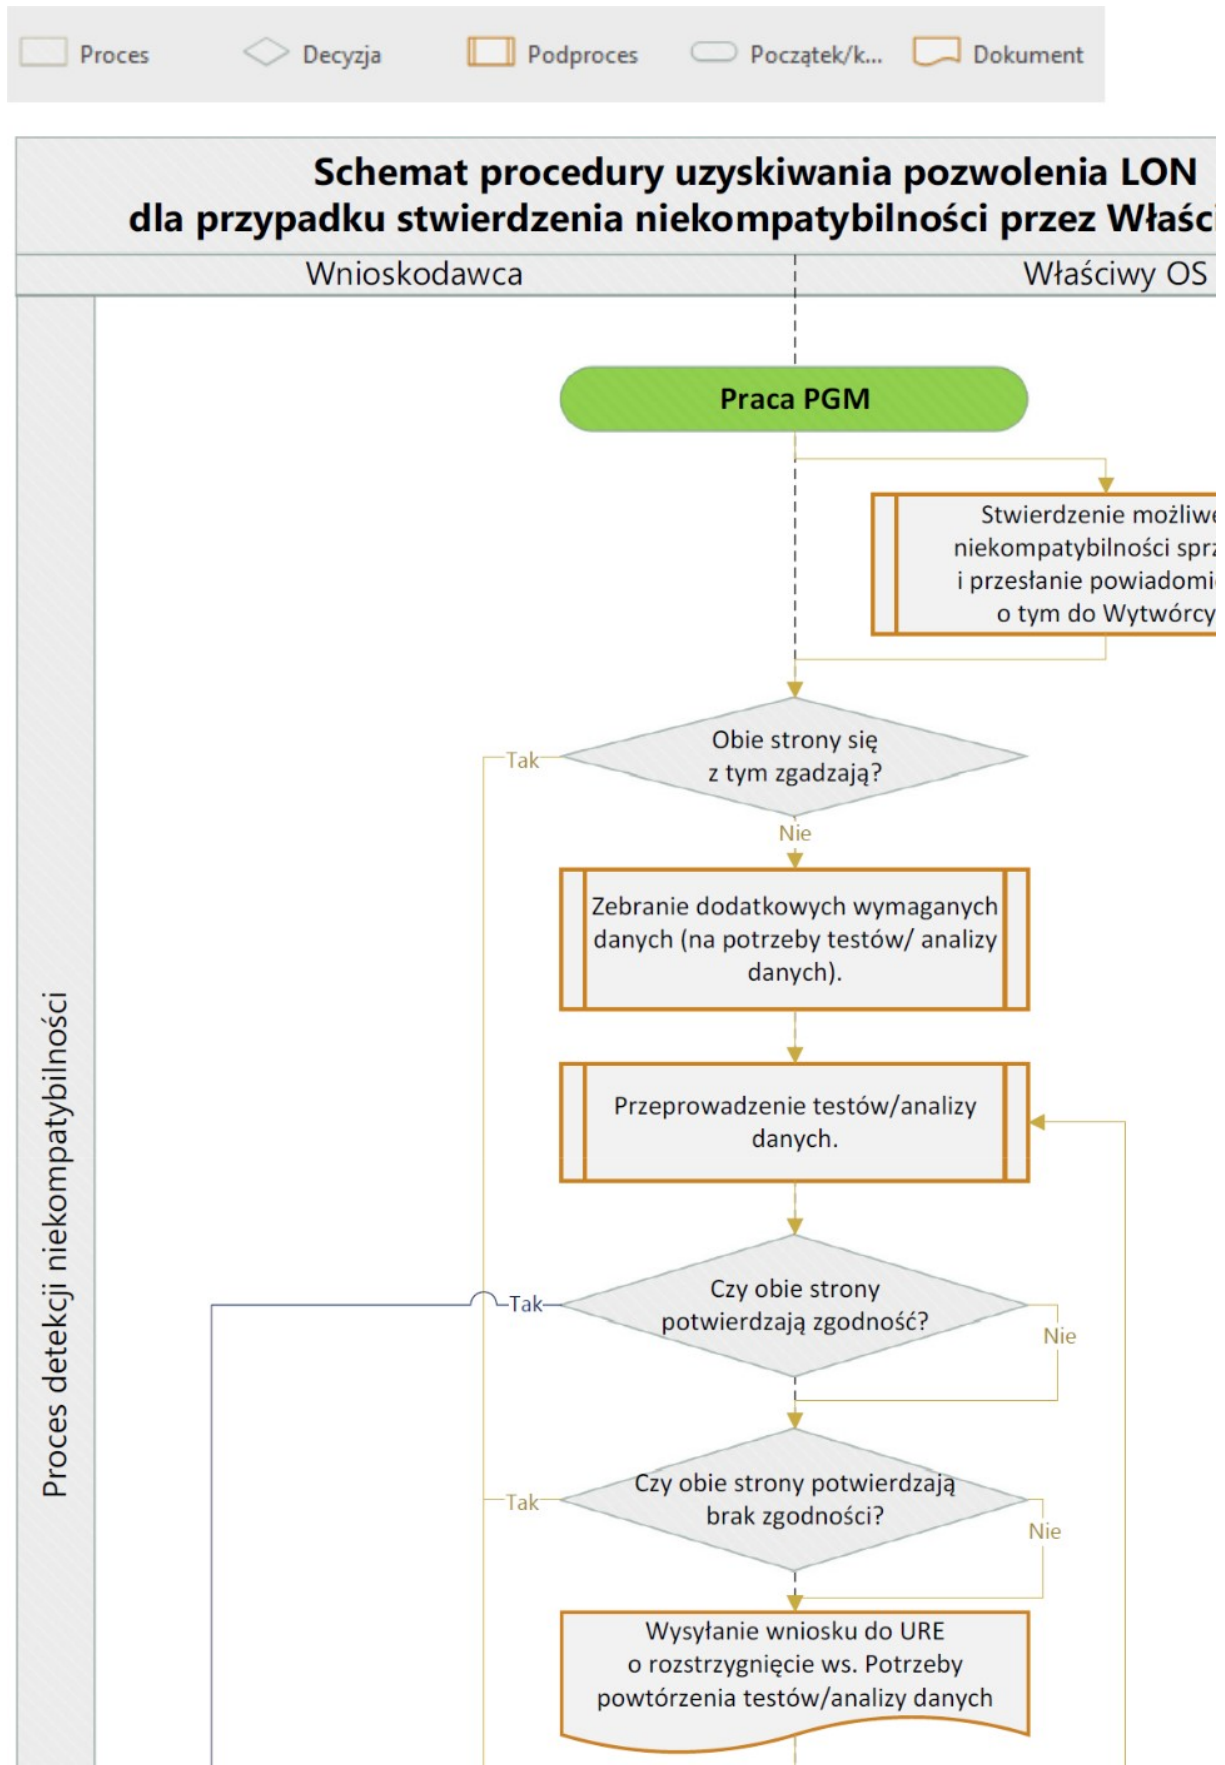 Proces
Decyzja
Podproces
Początek/k...
Dokument
Schemat procedury uzyskiwania pozwolenia LON
dla przypadku stwierdzenia niekompatybilności przez Właśc
Wnioskodawca
Właściwy OS
Proces detekcji niekompatybilności
Praca PGM
Stwierdzenie możliwe
niekompatybilności sprz
i przesłanie powiadomi
o tym do Wytwórcy
Obie strony się
z tym zgadzają?
Tak
Nie
Zebranie dodatkowych wymaganych
danych (na potrzeby testów/ analizy
danych).
Przeprowadzenie testów/analizy
danych.
Czy obie strony
potwierdzają zgodność?
Tak
Nie
Czy obie strony potwierdzają
brak zgodności?
Tak
Nie
Wysyłanie wniosku do URE
o rozstrzygnięcie ws. Potrzeby
powtórzenia testów/analizy danych